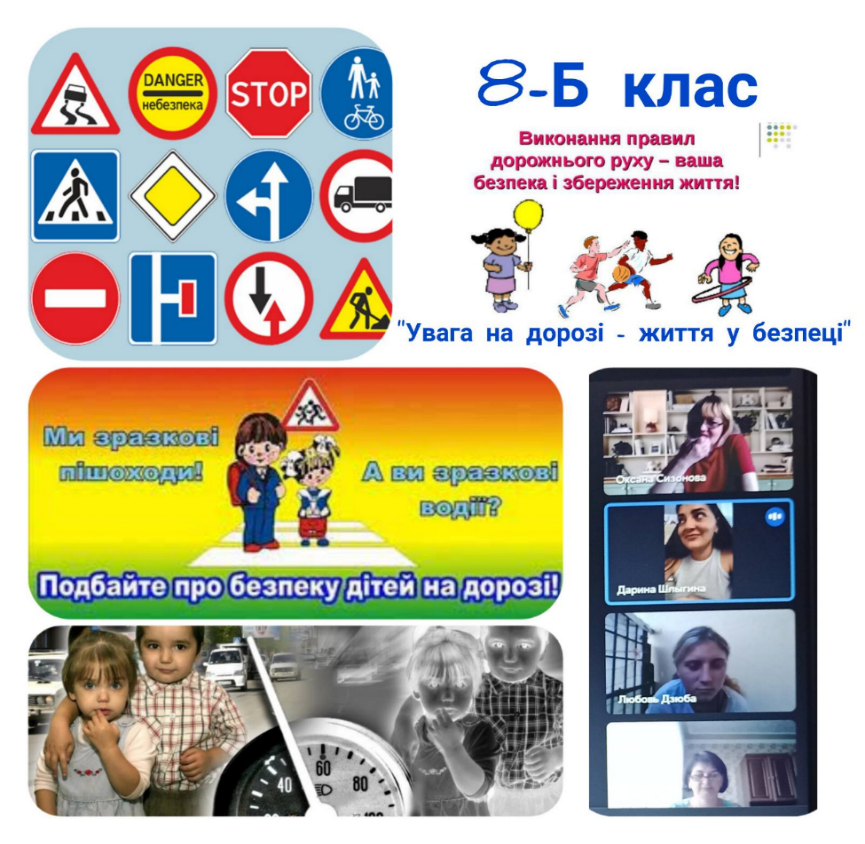 DANGER
небезпека
STOP
8-Б клас
Виконання правил
дорожнього руху – ваша
безпека і збереження життя!
"Увага на дорозі - життя у безпеці"
Ми зразкові
пішоходи!
А ви зразкові
водії?
Подбайте про безпеку дітей на дорозі!
Оксана Сизонова
Дарина Шлыгина
Любовь Дзюба
40
60
80